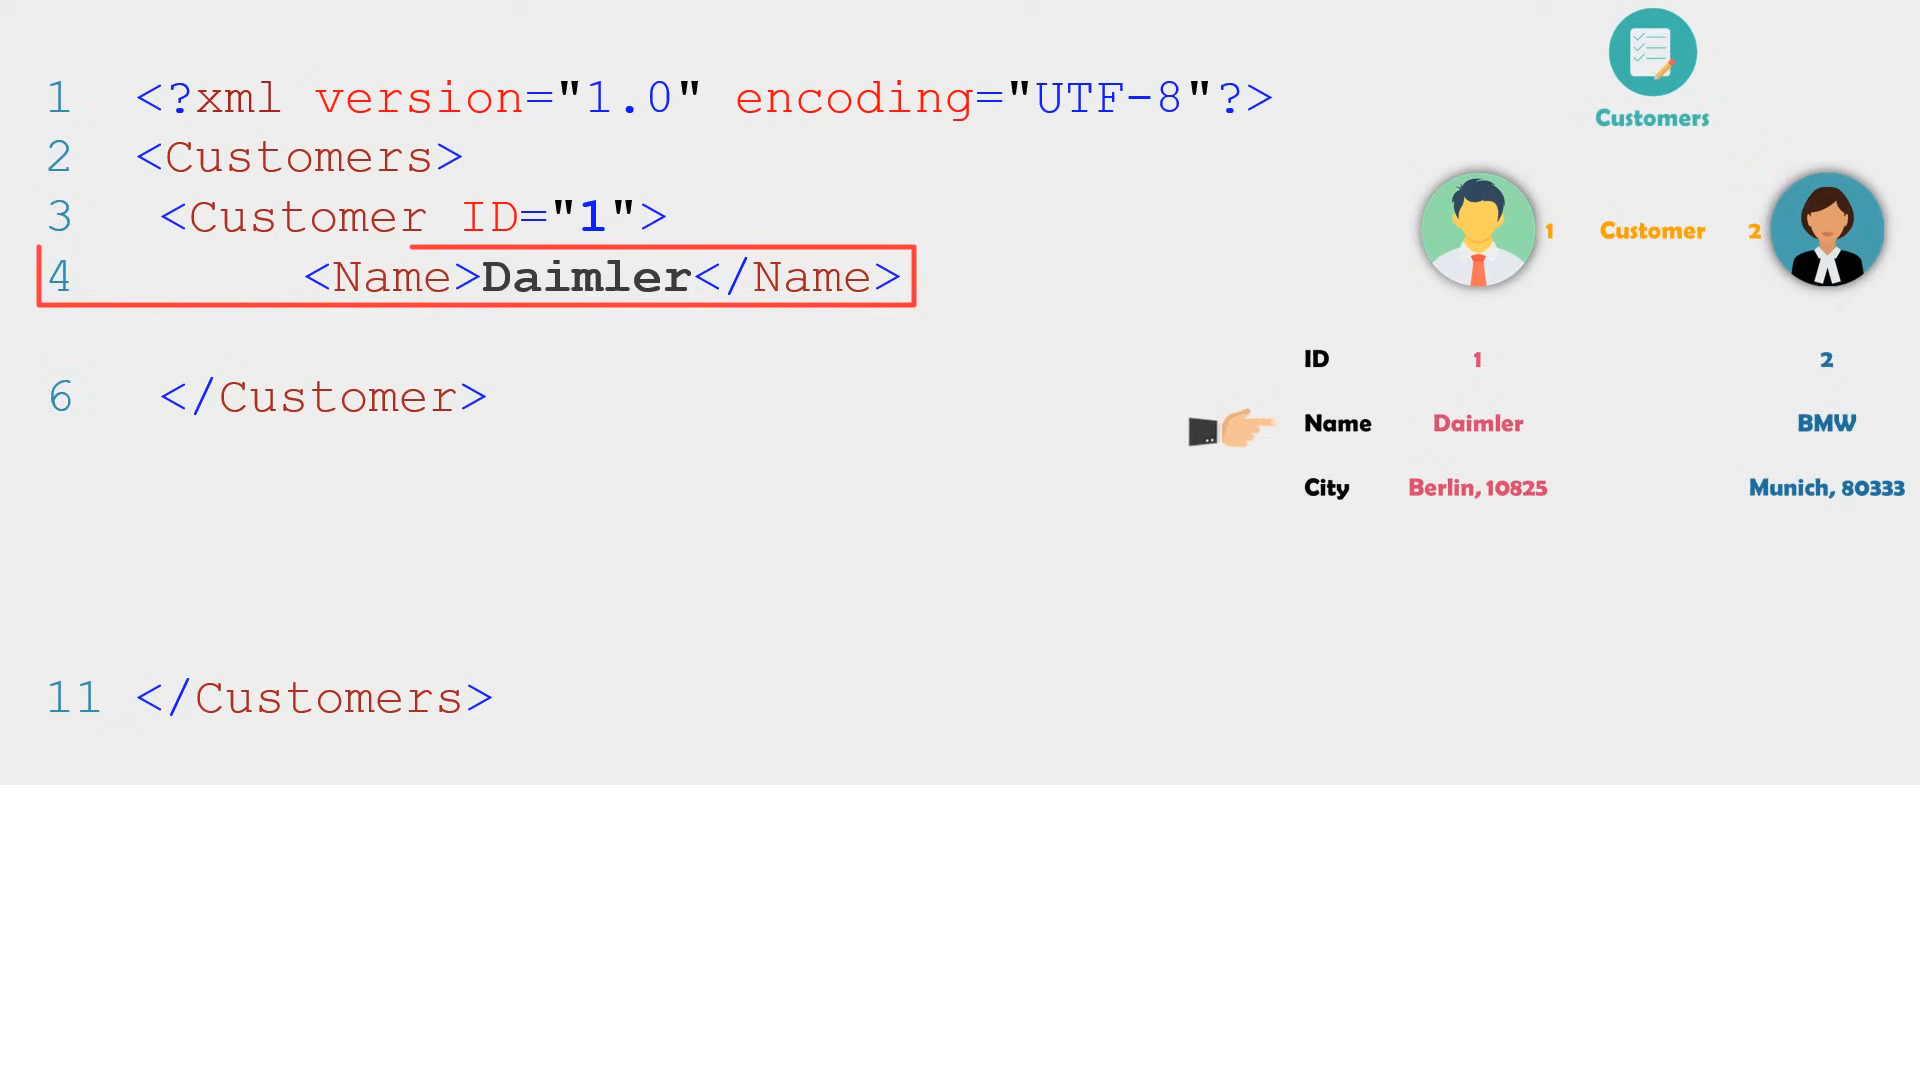 1 <?xml version="1.0" encoding="UTF-8"?>
2 <Customers>
3 <Customer ID="1">
4 <Name>Daimler</Name>
6 </Customer>
11 </Customers>
Customers
1 Customer 2
ID 1 2
Name Daimler BMW
City Berlin, 10825 Munich, 80333